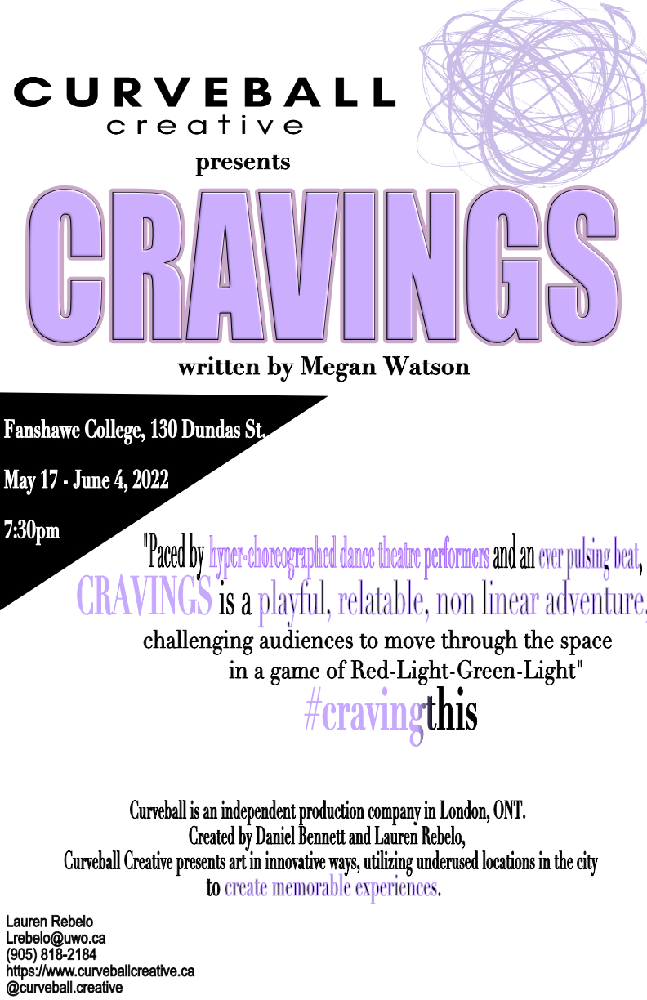 CURVEBALL
creative
presents
CRAVINGS
written by Megan Watson
Fanshawe College, 130 Dundas St.
May 17 - June 4, 2022
7:30pm
"Paced by hyper-choreographed dance theatre performers and an ever pulsing beat,
CRAVINGS is a playful, relatable, non linear adventure,
challenging audiences to move through the space
in a game of Red-Light-Green-Light"
#cravingthis
Curveball is an independent production company in London, ONT.
Created by Daniel Bennett and Lauren Rebelo,
Curveball Creative presents art in innovative ways, utilizing underused locations in the city
to create memorable experiences.
Lauren Rebelo
Lrebelo@uwo.ca
(905) 818-2184
https://www.curveballcreative.ca
@curveball.creative